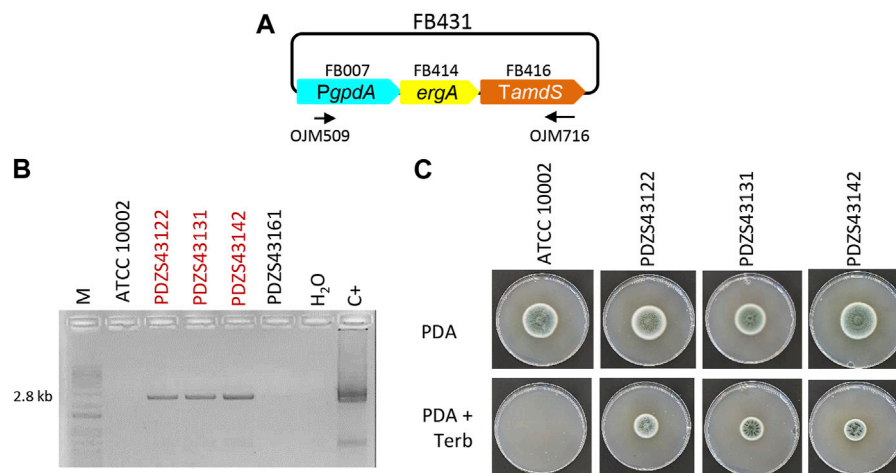 A
FB431
FB007 FB414 FB416
PgpdA ergA TamdS
OJM509 OJM716
B
M ATCC 10002 PDZS43122 PDZS43131 PDZS43142 PDZS43161 H₂O C+
2.8 kb
C
ATCC 10002 PDZS43122 PDZS43131 PDZS43142
PDA
PDA +
Terb